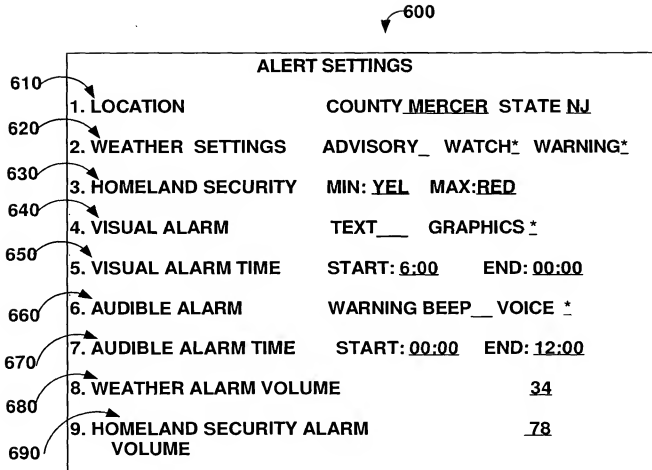 600
ALERT SETTINGS
610
1. LOCATION COUNTY MERCER STATE NJ
620
2. WEATHER SETTINGS ADVISORY_ WATCH* WARNING*
630
3. HOMELAND SECURITY MIN: YEL MAX:RED
640
4. VISUAL ALARM TEXT___ GRAPHICS *
650
5. VISUAL ALARM TIME START: 6:00 END: 00:00
660
6. AUDIBLE ALARM WARNING BEEP__ VOICE *
670
7. AUDIBLE ALARM TIME START: 00:00 END: 12:00
680
8. WEATHER ALARM VOLUME 34
690
9. HOMELAND SECURITY ALARM 78
VOLUME